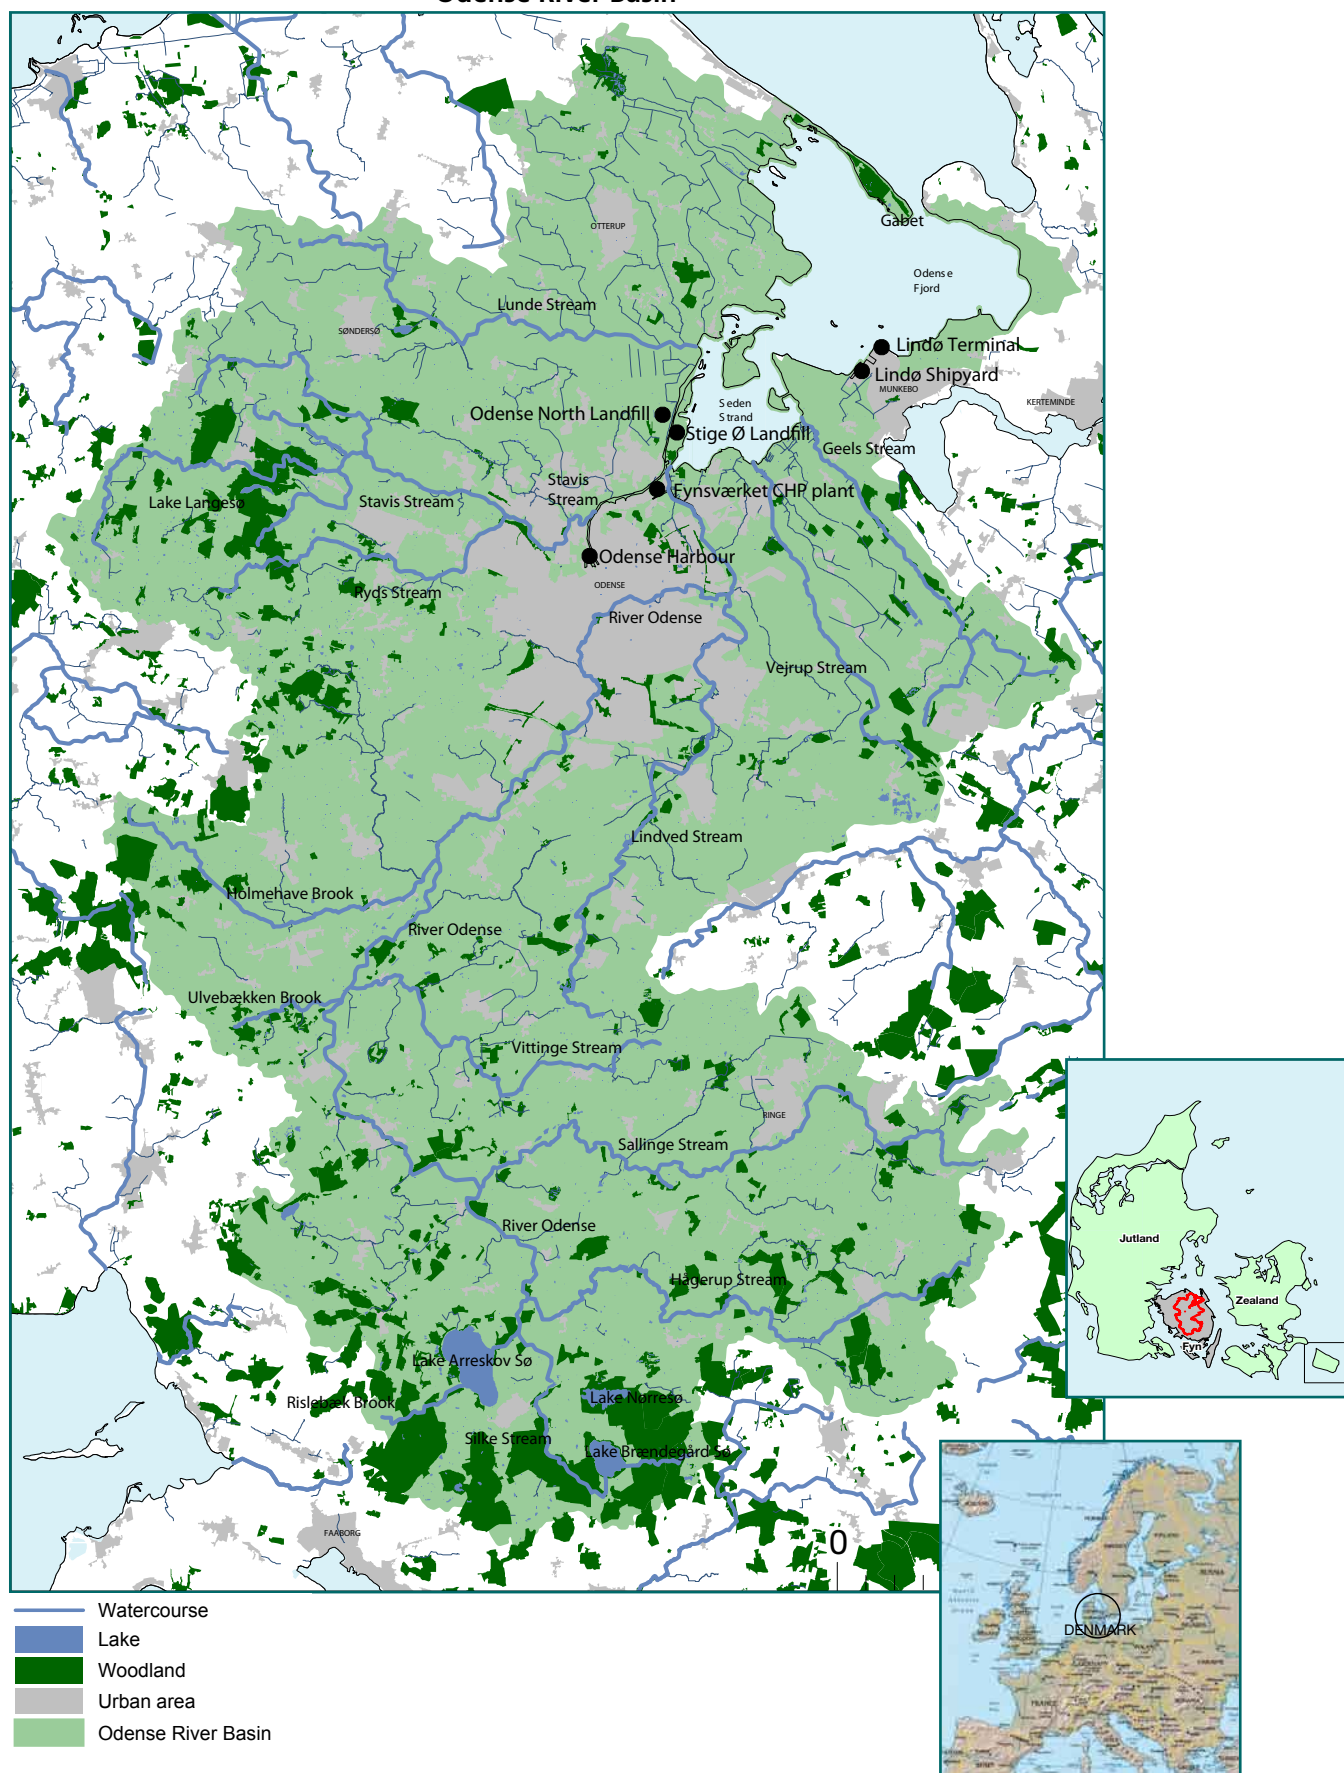 Odense River Basin
Gabet
OTTERUP
Odense
Fjord
Lunde Stream
SØNDERSØ
Lindø Terminal
Lindø Shipyard
MUNKEBO
KERTEMINDE
Seden
Strand
Odense North Landfill
Stige Ø Landfill
Geels Stream
Stavis
Stream
Fynsværket CHP plant
Lake Langesø
Stavis Stream
Odense Harbour
ODENSE
Ryds Stream
River Odense
Vejrup Stream
Lindved Stream
Holmehave Brook
River Odense
Ulvebækken Brook
Vittinge Stream
RINGE
Sallinge Stream
River Odense
Hågerup Stream
Lake Arreskov Sø
Rislebæk Brook
Lake Nørresø
Silke Stream
Lake Brændegård Sø
FAABORG
0
Jutland
Zealand
Fyn
DENMARK
Watercourse
Lake
Woodland
Urban area
Odense River Basin